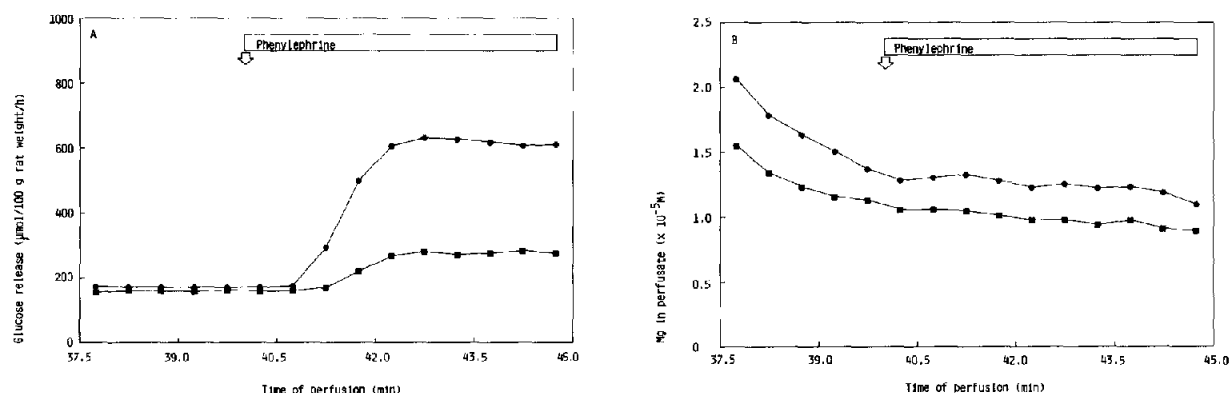 A
Phenylephrine
1000
800
600
400
200
0
37.5 39.0 40.5 42.0 43.5 45.0
Glucose release (µmol/100 g rat weight/h)
Time of perfusion (min)
B
Phenylephrine
2.5
2.0
1.5
1.0
0.5
0.0
37.5 39.0 40.5 42.0 43.5 45.0
Mg in perfusate (x 10⁻⁵M)
Time of perfusion (min)